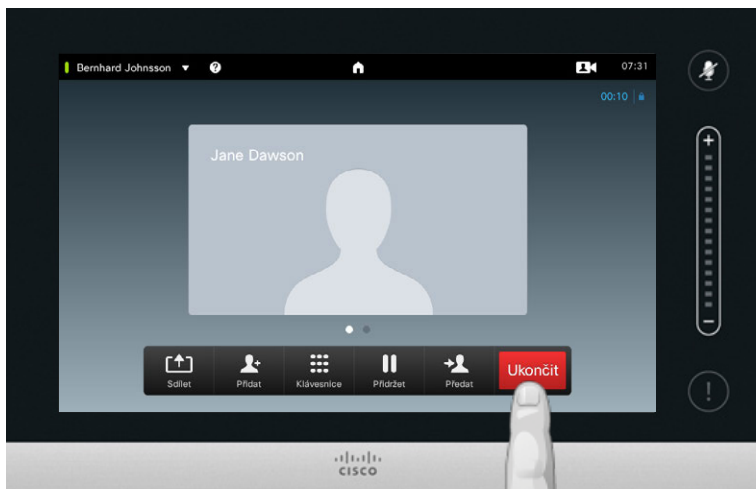 Bernhard Johnsson
?
07:31
00:10
Jane Dawson
+
−
Sdílet
Přidat
Klávesnice
Přidržet
Předat
Ukončit
!
CISCO